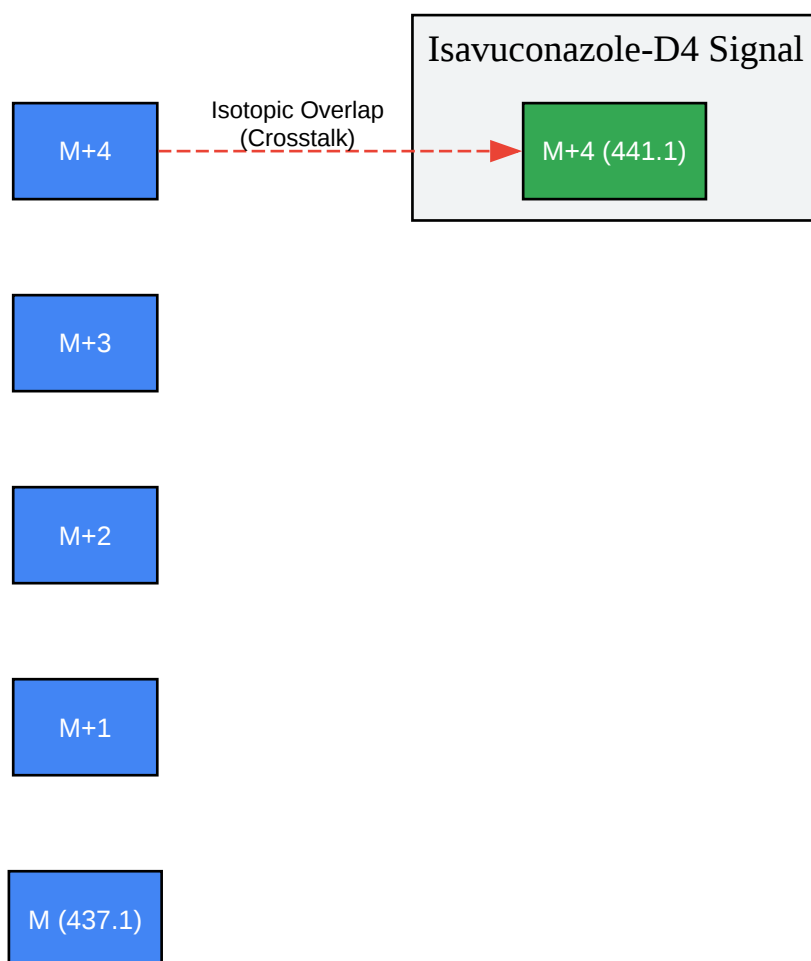 Isavuconazole-D4 Signal
Isotopic Overlap
(Crosstalk)
M+4
M+4 (441.1)
M+3
M+2
M+1
M (437.1)